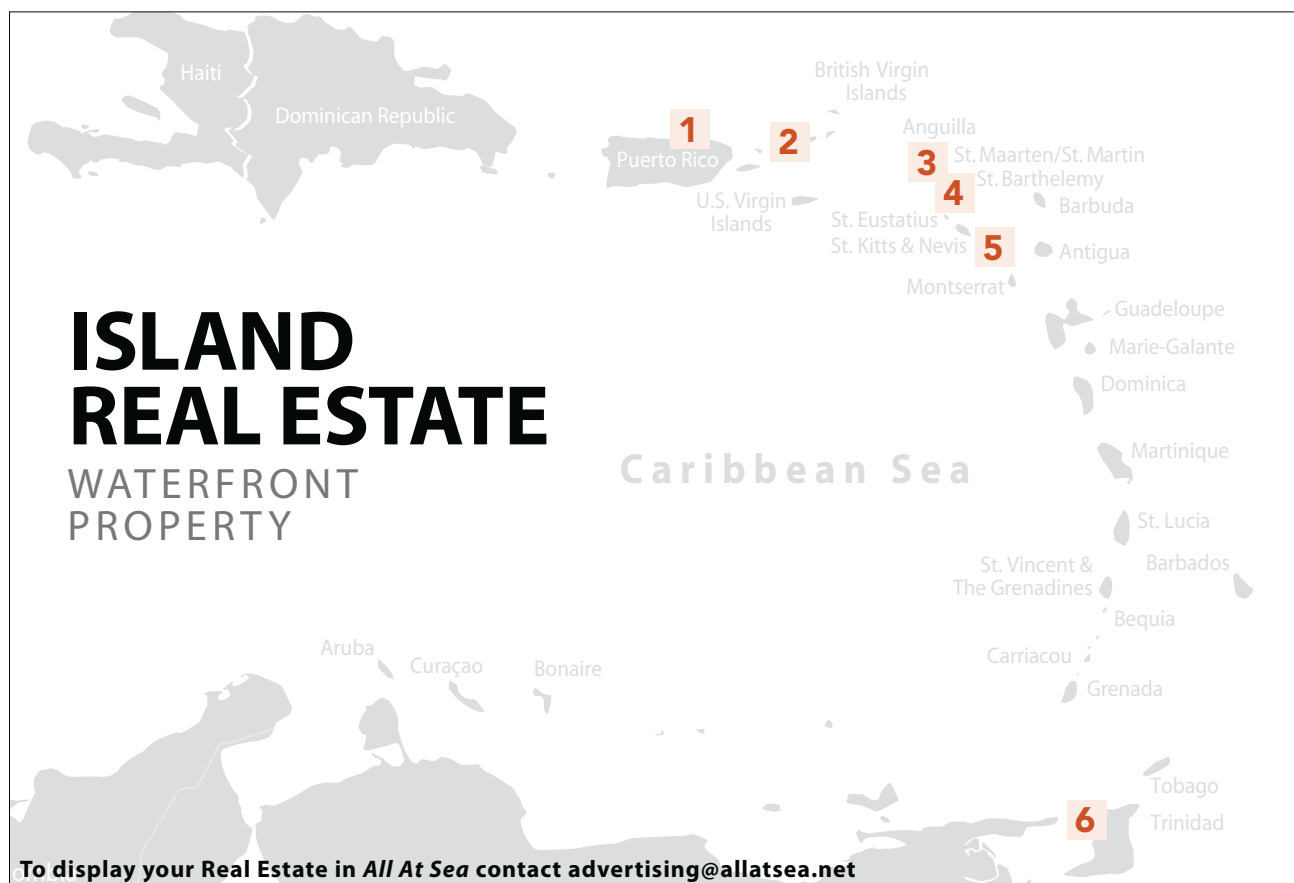 Haiti
Dominican Republic
British Virgin
Islands
1
2
Puerto Rico
Anguilla
3
St. Maarten/St. Martin
St. Barthelemy
4
U.S. Virgin
Islands
Barbuda
St. Eustatius
St. Kitts & Nevis
5
Antigua
Montserrat
Guadeloupe
Marie-Galante
Dominica
ISLAND
REAL ESTATE
WATERFRONT
PROPERTY
Caribbean Sea
Martinique
St. Lucia
St. Vincent &
The Grenadines
Barbados
Bequia
Carriacou
Grenada
Aruba
Curaçao
Bonaire
Tobago
6
Trinidad
To display your Real Estate in All At Sea contact advertising@allatsea.net